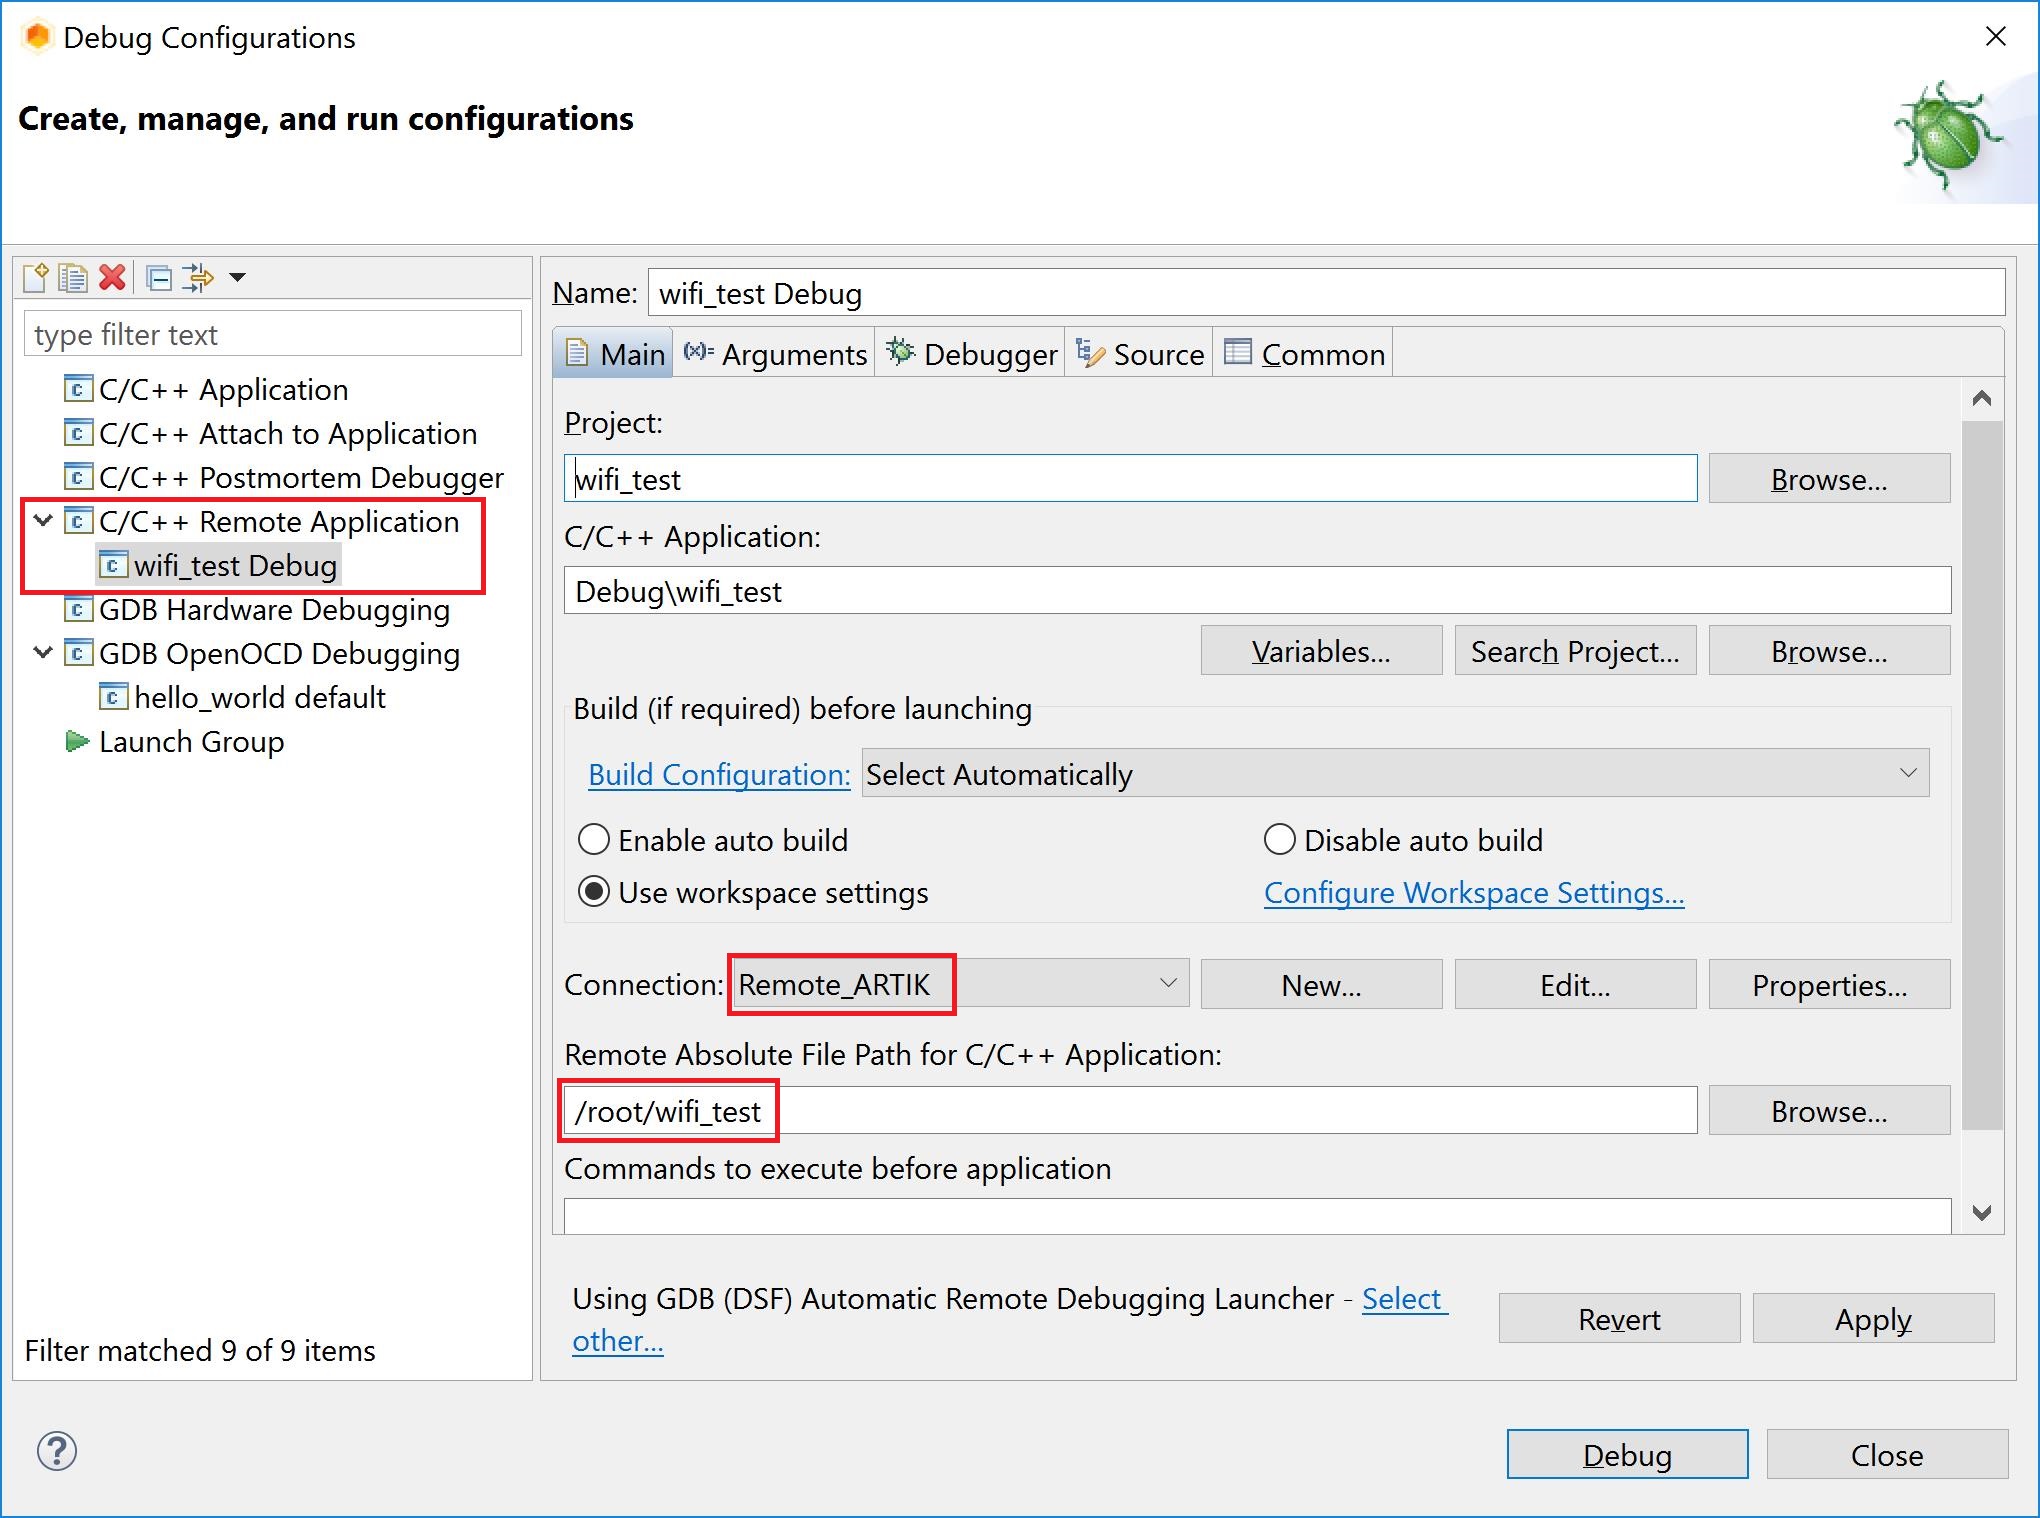 Debug Configurations
Create, manage, and run configurations
type filter text
C/C++ Application
C/C++ Attach to Application
C/C++ Postmortem Debugger
C/C++ Remote Application
wifi_test Debug
GDB Hardware Debugging
GDB OpenOCD Debugging
hello_world default
Launch Group
Filter matched 9 of 9 items
Name: wifi_test Debug
Main (x)= Arguments Debugger Source Common
Project:
wifi_test Browse...
C/C++ Application:
Debug\wifi_test
Variables... Search Project... Browse...
Build (if required) before launching
Build Configuration: Select Automatically
Enable auto build Disable auto build
Use workspace settings Configure Workspace Settings...
Connection: Remote_ARTIK New... Edit... Properties...
Remote Absolute File Path for C/C++ Application:
/root/wifi_test Browse...
Commands to execute before application
Using GDB (DSF) Automatic Remote Debugging Launcher - Select
other...
Revert Apply
Debug Close